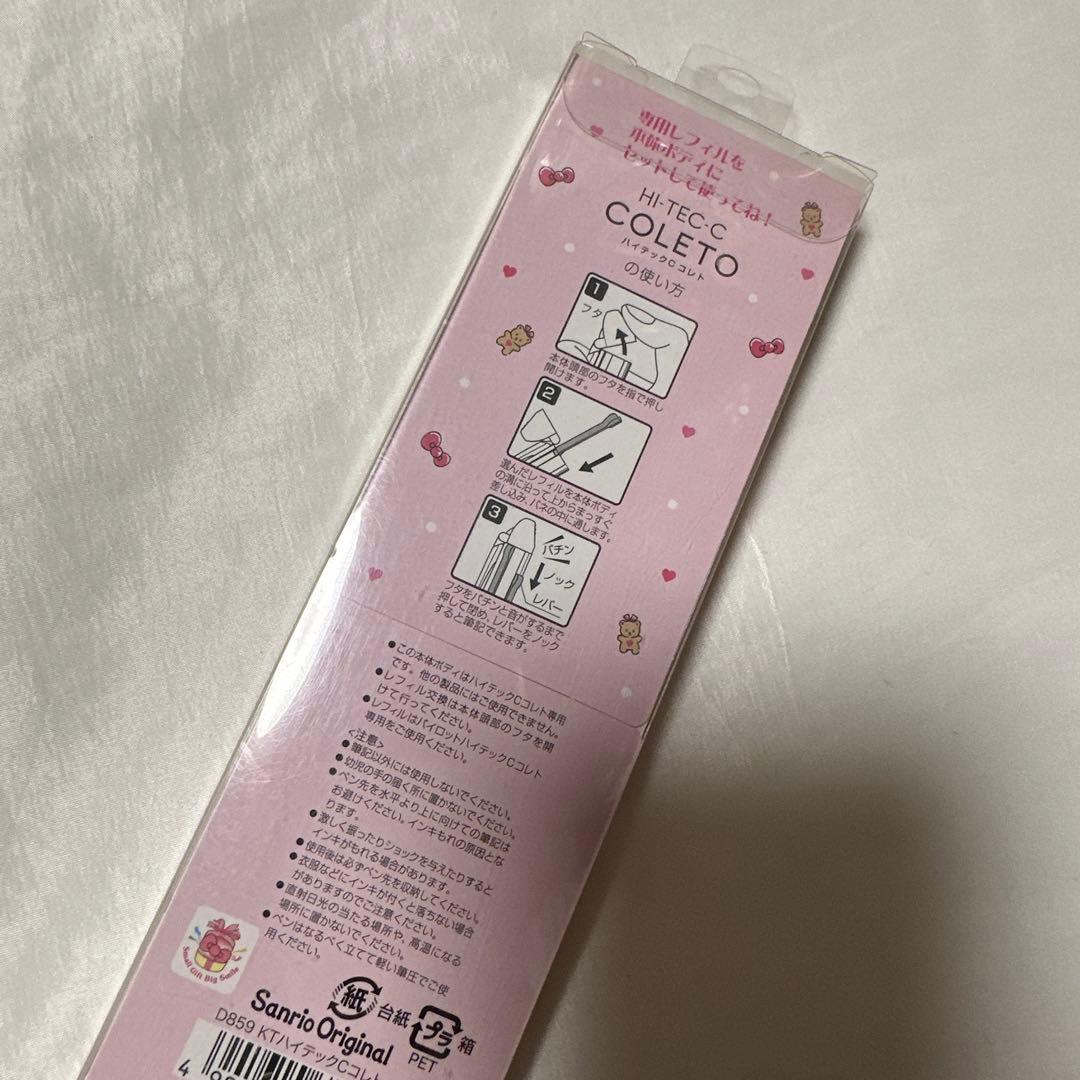 専用レフィルを
本体ボディに
セットして使ってね!
HI-TEC-C
COLETO
ハイテックC コレト
の使い方
1
フタ
本体頭部のフタを指で押し
開けます。
2
選んだレフィルを本体ボディ
の溝に沿って上からまっすぐ
差し込み、バネの中に通します。
3
パチン
ノック
レバー
フタをパチンと音がするまで
押して閉め、レバーをノック
すると筆記できます。
●この本体ボディはハイテックCコレト専用
です。他の製品にはご使用できません。
●レフィル交換は本体頭部のフタを開
けて行ってください。
●レフィルはパイロットハイテックCコレト
専用をご使用ください。
<注意>
●筆記以外には使用しないでください。
●幼児の手の届く所に置かないでください。
●ペン先を水平より上に向けての筆記は
お避けください。インキもれの原因とな
ります。
●激しく振ったりショックを与えたりすると
インキがもれる場合があります。
●使用後は必ずペン先を収納してください。
●衣服などにインキが付くと落ちない場合
がありますのでご注意ください。
●直射日光の当たる場所や、高温になる
場所に置かないでください。
●ペンはなるべく立てて軽い筆圧でご使
用ください。
Small Gift Big Smile
紙 台紙
プラ 箱
PET
Sanrio Original
D859 KTハイテックCコレト